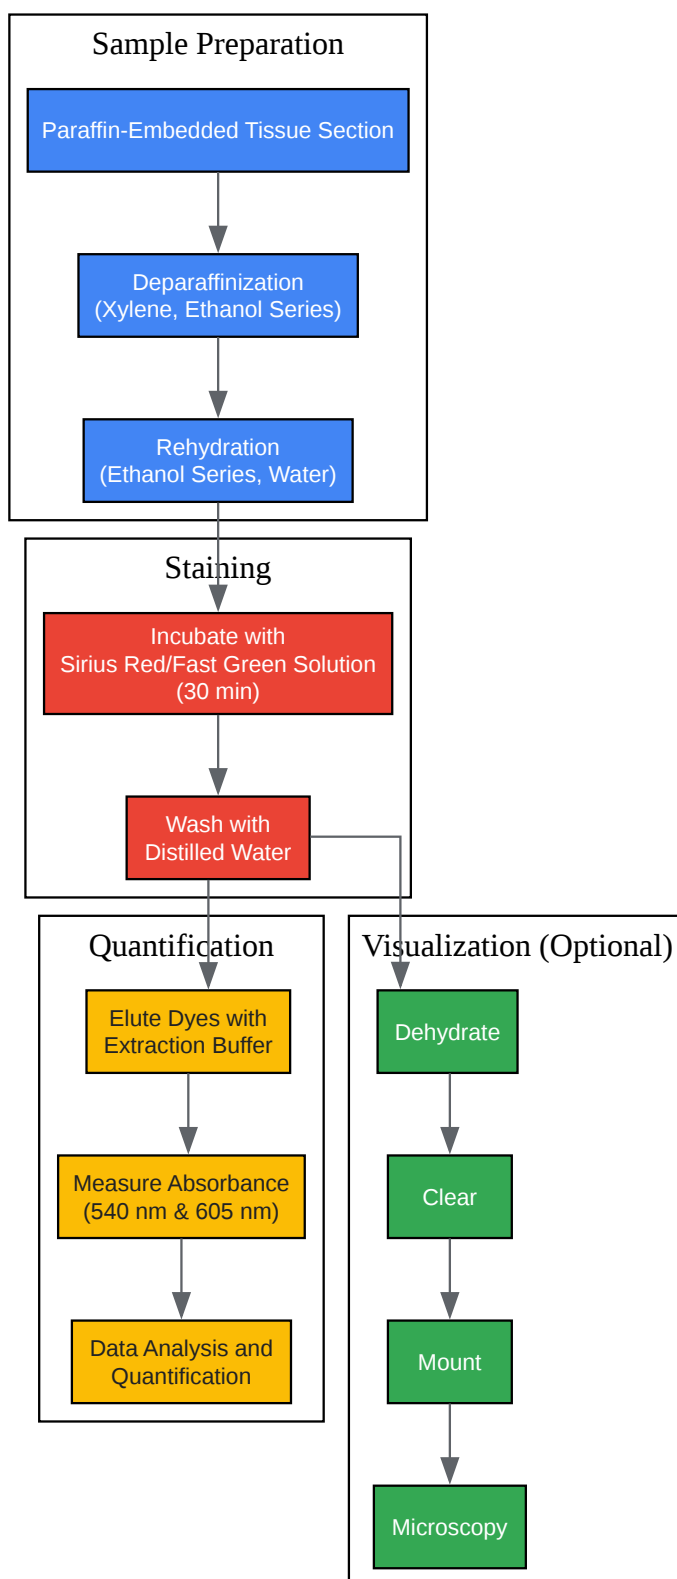 Sample Preparation
Paraffin-Embedded Tissue Section
Deparaffinization
(Xylene, Ethanol Series)
Rehydration
(Ethanol Series, Water)
Staining
Incubate with
Sirius Red/Fast Green Solution
(30 min)
Wash with
Distilled Water
Quantification
Elute Dyes with
Extraction Buffer
Measure Absorbance
(540 nm & 605 nm)
Data Analysis and
Quantification
Visualization (Optional)
Dehydrate
Clear
Mount
Microscopy